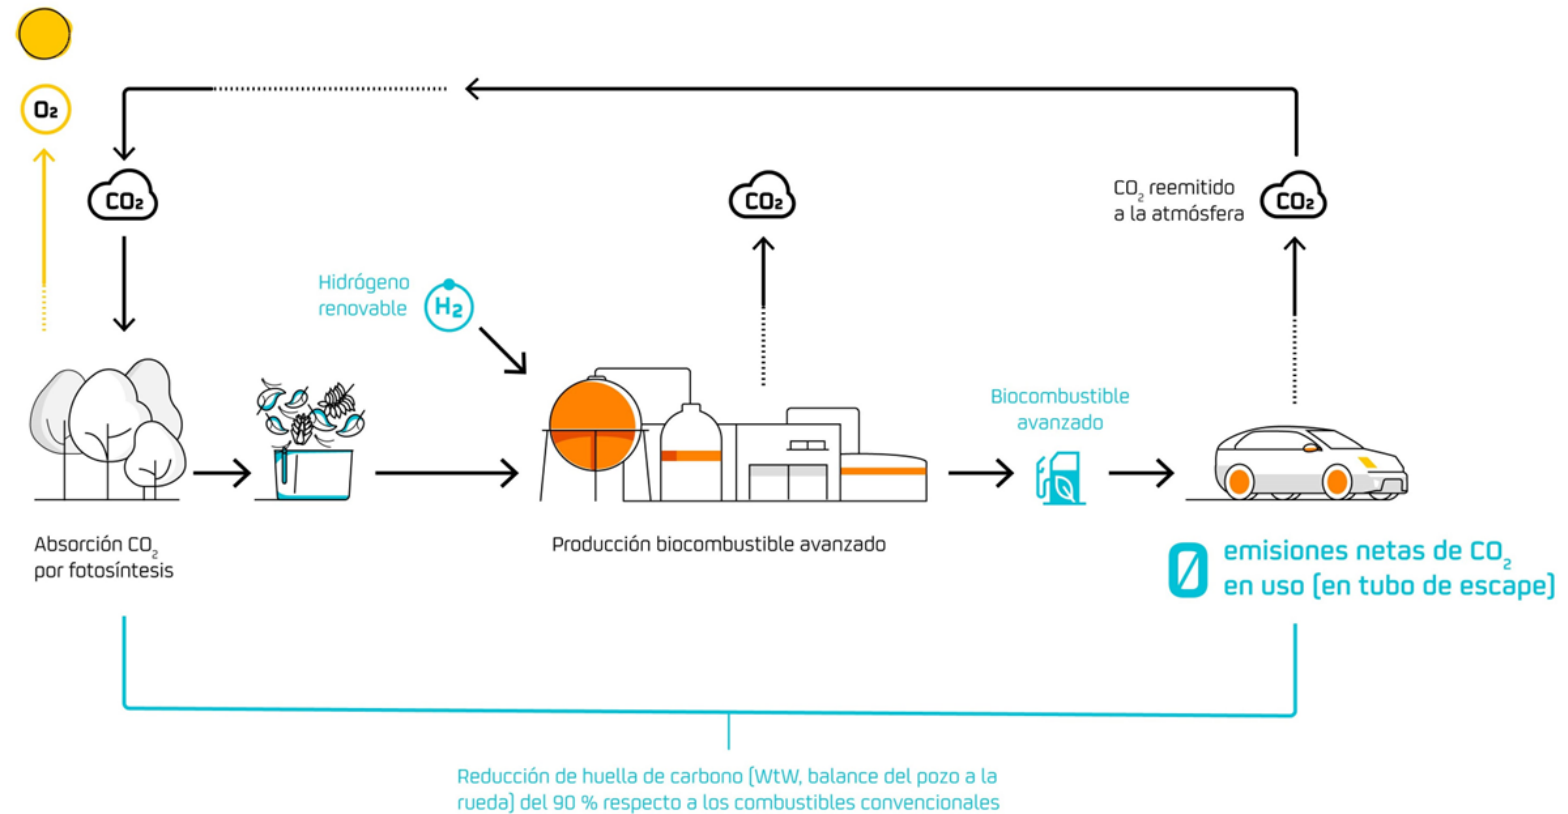 O₂
CO₂
CO₂
CO₂ reemitido
a la atmósfera
CO₂
Hidrógeno
renovable
H₂
Biocombustible
avanzado
Absorción CO₂
por fotosíntesis
Producción biocombustible avanzado
0 emisiones netas de CO₂
en uso (en tubo de escape)
Reducción de huella de carbono (WtW, balance del pozo a la
rueda) del 90 % respecto a los combustibles convencionales